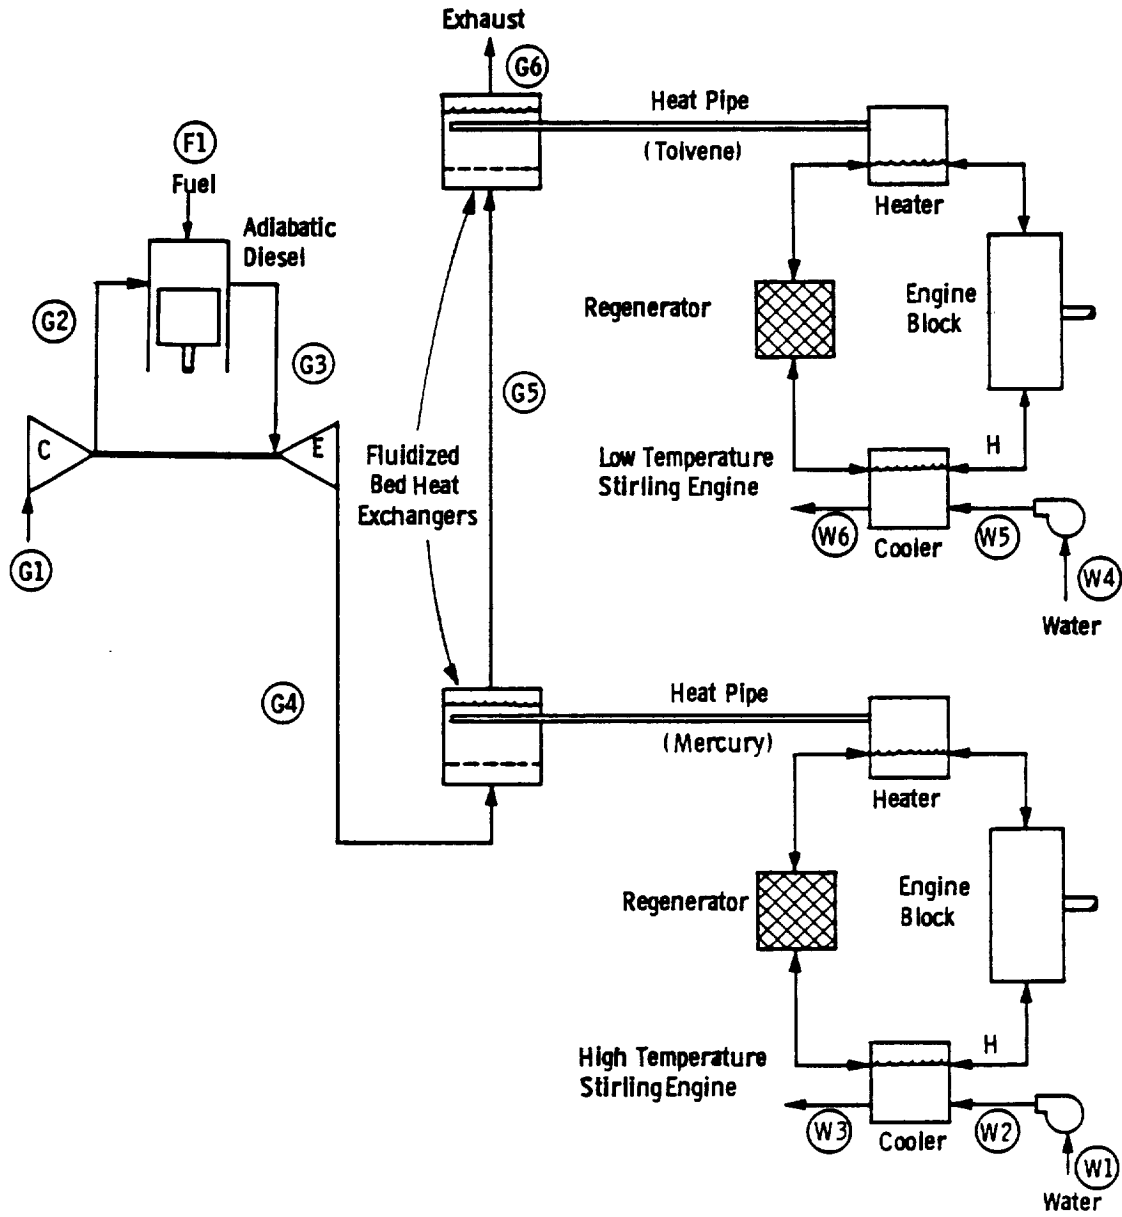 Exhaust
G6
Heat Pipe
(Tolvene)
Heater
F1
Fuel
Adiabatic
Diesel
G2
G3
C
E
G1
G4
G5
Fluidized
Bed Heat
Exchangers
Regenerator
Engine
Block
Low Temperature
Stirling Engine
H
W6
Cooler
W5
W4
Water
Heat Pipe
(Mercury)
Heater
Regenerator
Engine
Block
High Temperature
Stirling Engine
H
W3
Cooler
W2
W1
Water